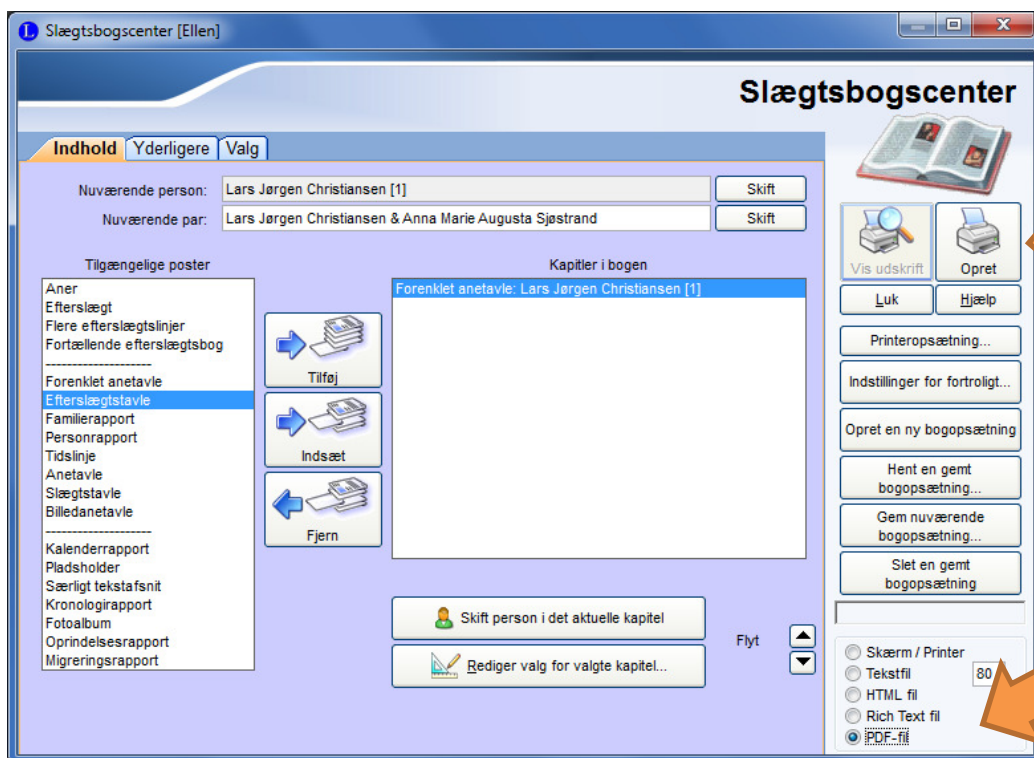 Slægtsbogscenter [Ellen]
Slægtsbogscenter
Indhold Yderligere Valg
Nuværende person: Lars Jørgen Christiansen [1] Skift
Nuværende par: Lars Jørgen Christiansen & Anna Marie Augusta Sjøstrand Skift
Tilgængelige poster
Aner
Efterslægt
Flere efterslægtslinjer
Fortællende efterslægtsbog
--------------------
Forenklet anetavle
Efterslægtstavle
Familierapport
Personrapport
Tidslinje
Anetavle
Slægtstavle
Billedanetavle
--------------------
Kalenderrapport
Pladsholder
Særligt tekstafsnit
Kronologirapport
Fotoalbum
Oprindelsesrapport
Migreringsrapport
Tilføj
Indsæt
Fjern
Kapitler i bogen
Forenklet anetavle: Lars Jørgen Christiansen [1]
Skift person i det aktuelle kapitel
Rediger valg for valgte kapitel...
Flyt
Vis udskrift Opret
Luk Hjælp
Printeropsætning...
Indstillinger for fortroligt...
Opret en ny bogopsætning
Hent en gemt
bogopsætning...
Gem nuværende
bogopsætning...
Slet en gemt
bogopsætning
Skærm / Printer
Tekstfil 80
HTML fil
Rich Text fil
PDF-fil